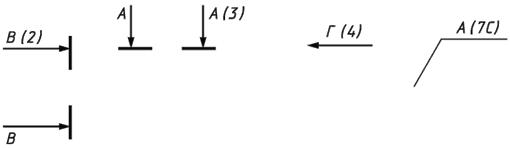 В (2)
А
А (3)
Г (4)
А (7С)
В